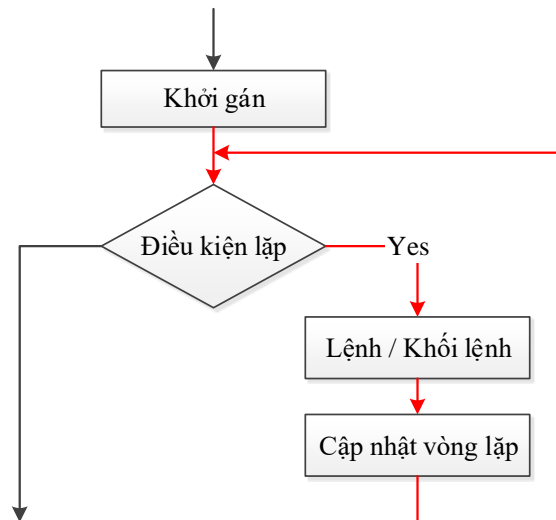 Khởi gán
Điều kiện lặp
Yes
Lệnh / Khối lệnh
Cập nhật vòng lặp